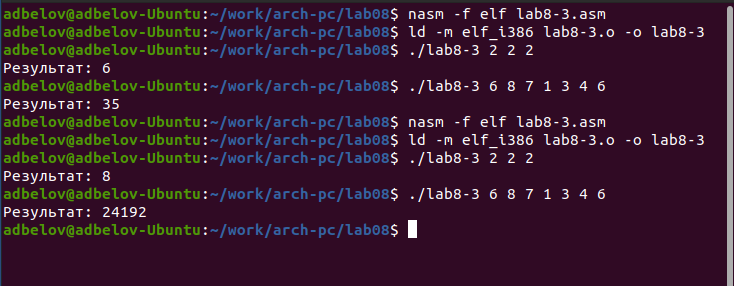 adbelov@adbelov-Ubuntu:~/work/arch-pc/lab08$ nasm -f elf lab8-3.asm
adbelov@adbelov-Ubuntu:~/work/arch-pc/lab08$ ld -m elf_i386 lab8-3.o -o lab8-3
adbelov@adbelov-Ubuntu:~/work/arch-pc/lab08$ ./lab8-3 2 2 2
Результат: 6
adbelov@adbelov-Ubuntu:~/work/arch-pc/lab08$ ./lab8-3 6 8 7 1 3 4 6
Результат: 35
adbelov@adbelov-Ubuntu:~/work/arch-pc/lab08$ nasm -f elf lab8-3.asm
adbelov@adbelov-Ubuntu:~/work/arch-pc/lab08$ ld -m elf_i386 lab8-3.o -o lab8-3
adbelov@adbelov-Ubuntu:~/work/arch-pc/lab08$ ./lab8-3 2 2 2
Результат: 8
adbelov@adbelov-Ubuntu:~/work/arch-pc/lab08$ ./lab8-3 6 8 7 1 3 4 6
Результат: 24192
adbelov@adbelov-Ubuntu:~/work/arch-pc/lab08$